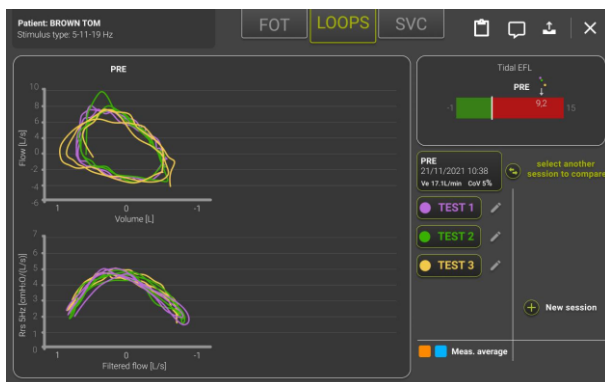 Patient: BROWN TOM
Stimulus type: 5-11-19 Hz
FOT
LOOPS
SVC
PRE
Flow [L/s]
10
8
6
4
0
-2
-4
-6
1
0
-1
Volume [L]
Rrs 5Hz [cmH₂O/(L/s)]
7
6
5
4
3
2
1
0
1
0
-1
Filtered flow [L/s]
Tidal EFL
PRE
-1
9,2
15
PRE
21/11/2021 10:38
Ve 17.1L/min CoV 5%
select another
session to compare
TEST 1
TEST 2
TEST 3
New session
Meas. average